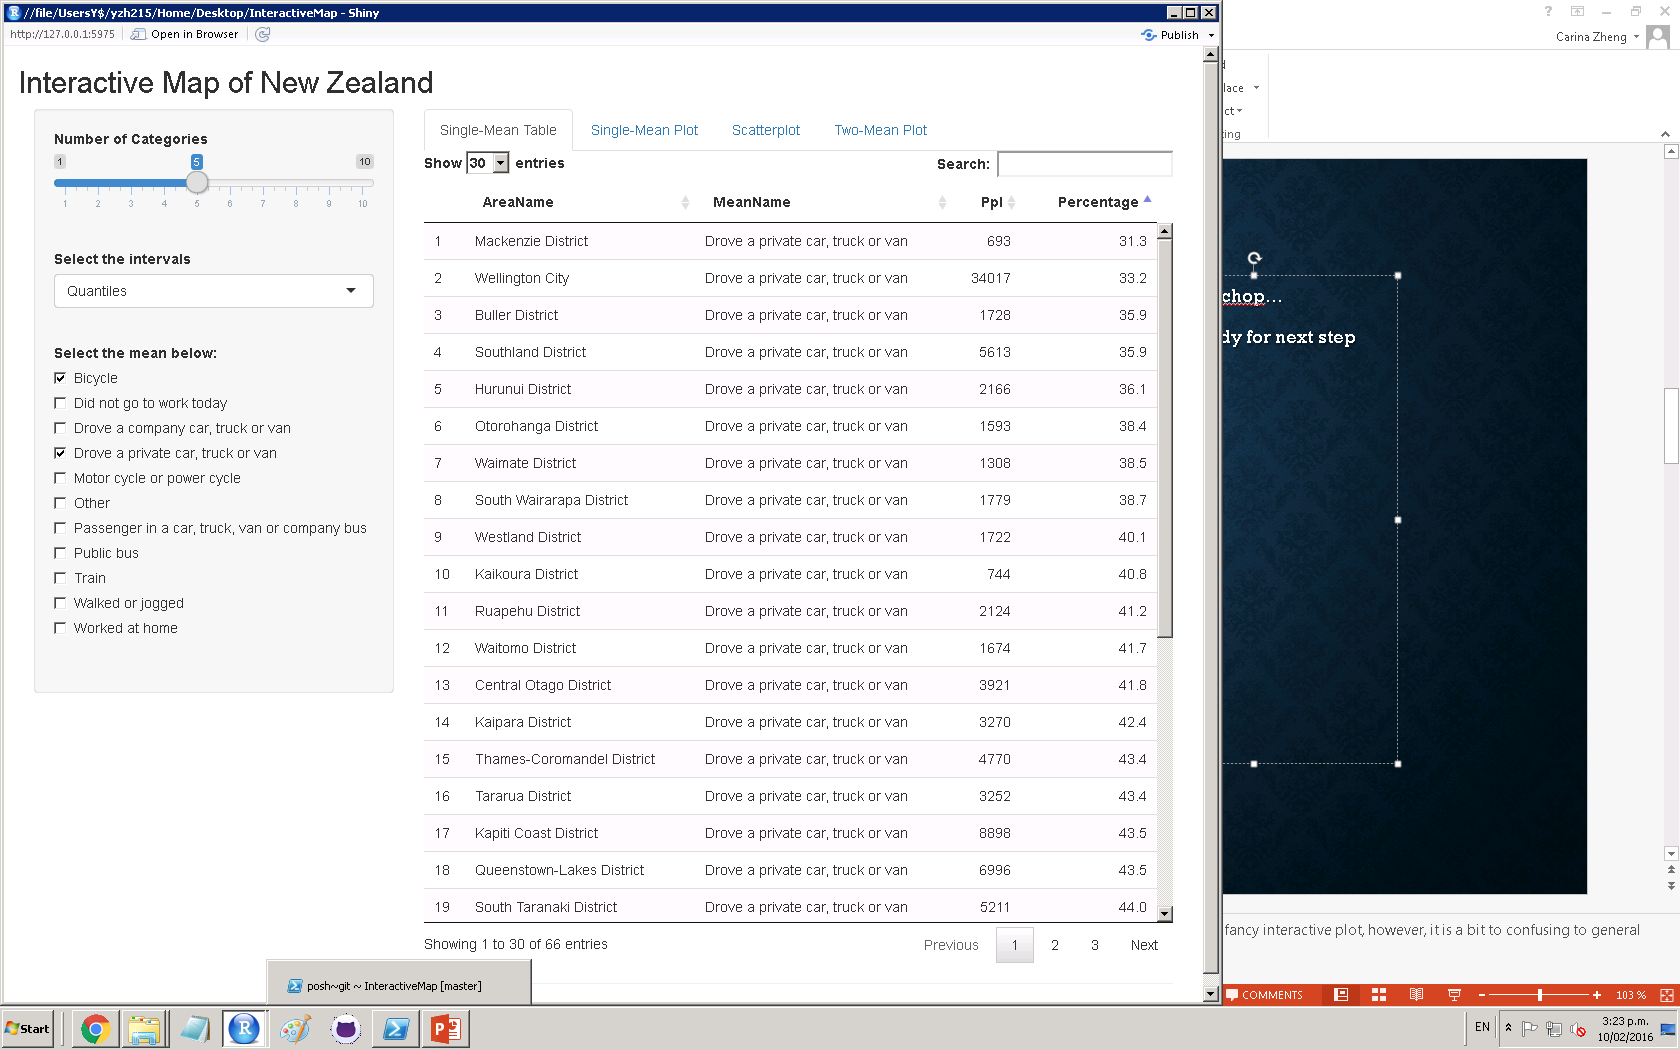 //file/UsersY$/yzh215/Home/Desktop/InteractiveMap - Shiny
http://127.0.0.1:5975
Open in Browser
Publish
Interactive Map of New Zealand
Number of Categories
1 5 10
1 2 3 4 5 6 7 8 9 10
Select the intervals
Quantiles
Select the mean below:
Bicycle
Did not go to work today
Drove a company car, truck or van
Drove a private car, truck or van
Motor cycle or power cycle
Other
Passenger in a car, truck, van or company bus
Public bus
Train
Walked or jogged
Worked at home
Single-Mean Table Single-Mean Plot Scatterplot Two-Mean Plot
Show 30 entries
Search:
AreaName MeanName Ppl Percentage
1 Mackenzie District Drove a private car, truck or van 693 31.3
2 Wellington City Drove a private car, truck or van 34017 33.2
3 Buller District Drove a private car, truck or van 1728 35.9
4 Southland District Drove a private car, truck or van 5613 35.9
5 Hurunui District Drove a private car, truck or van 2166 36.1
6 Otorohanga District Drove a private car, truck or van 1593 38.4
7 Waimate District Drove a private car, truck or van 1308 38.5
8 South Wairarapa District Drove a private car, truck or van 1779 38.7
9 Westland District Drove a private car, truck or van 1722 40.1
10 Kaikoura District Drove a private car, truck or van 744 40.8
11 Ruapehu District Drove a private car, truck or van 2124 41.2
12 Waitomo District Drove a private car, truck or van 1674 41.7
13 Central Otago District Drove a private car, truck or van 3921 41.8
14 Kaipara District Drove a private car, truck or van 3270 42.4
15 Thames-Coromandel District Drove a private car, truck or van 4770 43.4
16 Tararua District Drove a private car, truck or van 3252 43.4
17 Kapiti Coast District Drove a private car, truck or van 8898 43.5
18 Queenstown-Lakes District Drove a private car, truck or van 6996 43.5
19 South Taranaki District Drove a private car, truck or van 5211 44.0
Showing 1 to 30 of 66 entries
Previous 1 2 3 Next
posh~git ~ InteractiveMap [master]
Carina Zheng
lace
ct
ing
chop...
dy for next step
fancy interactive plot, however, it is a bit to confusing to general
COMMENTS
103 %
Start
EN
3:23 p.m.
10/02/2016